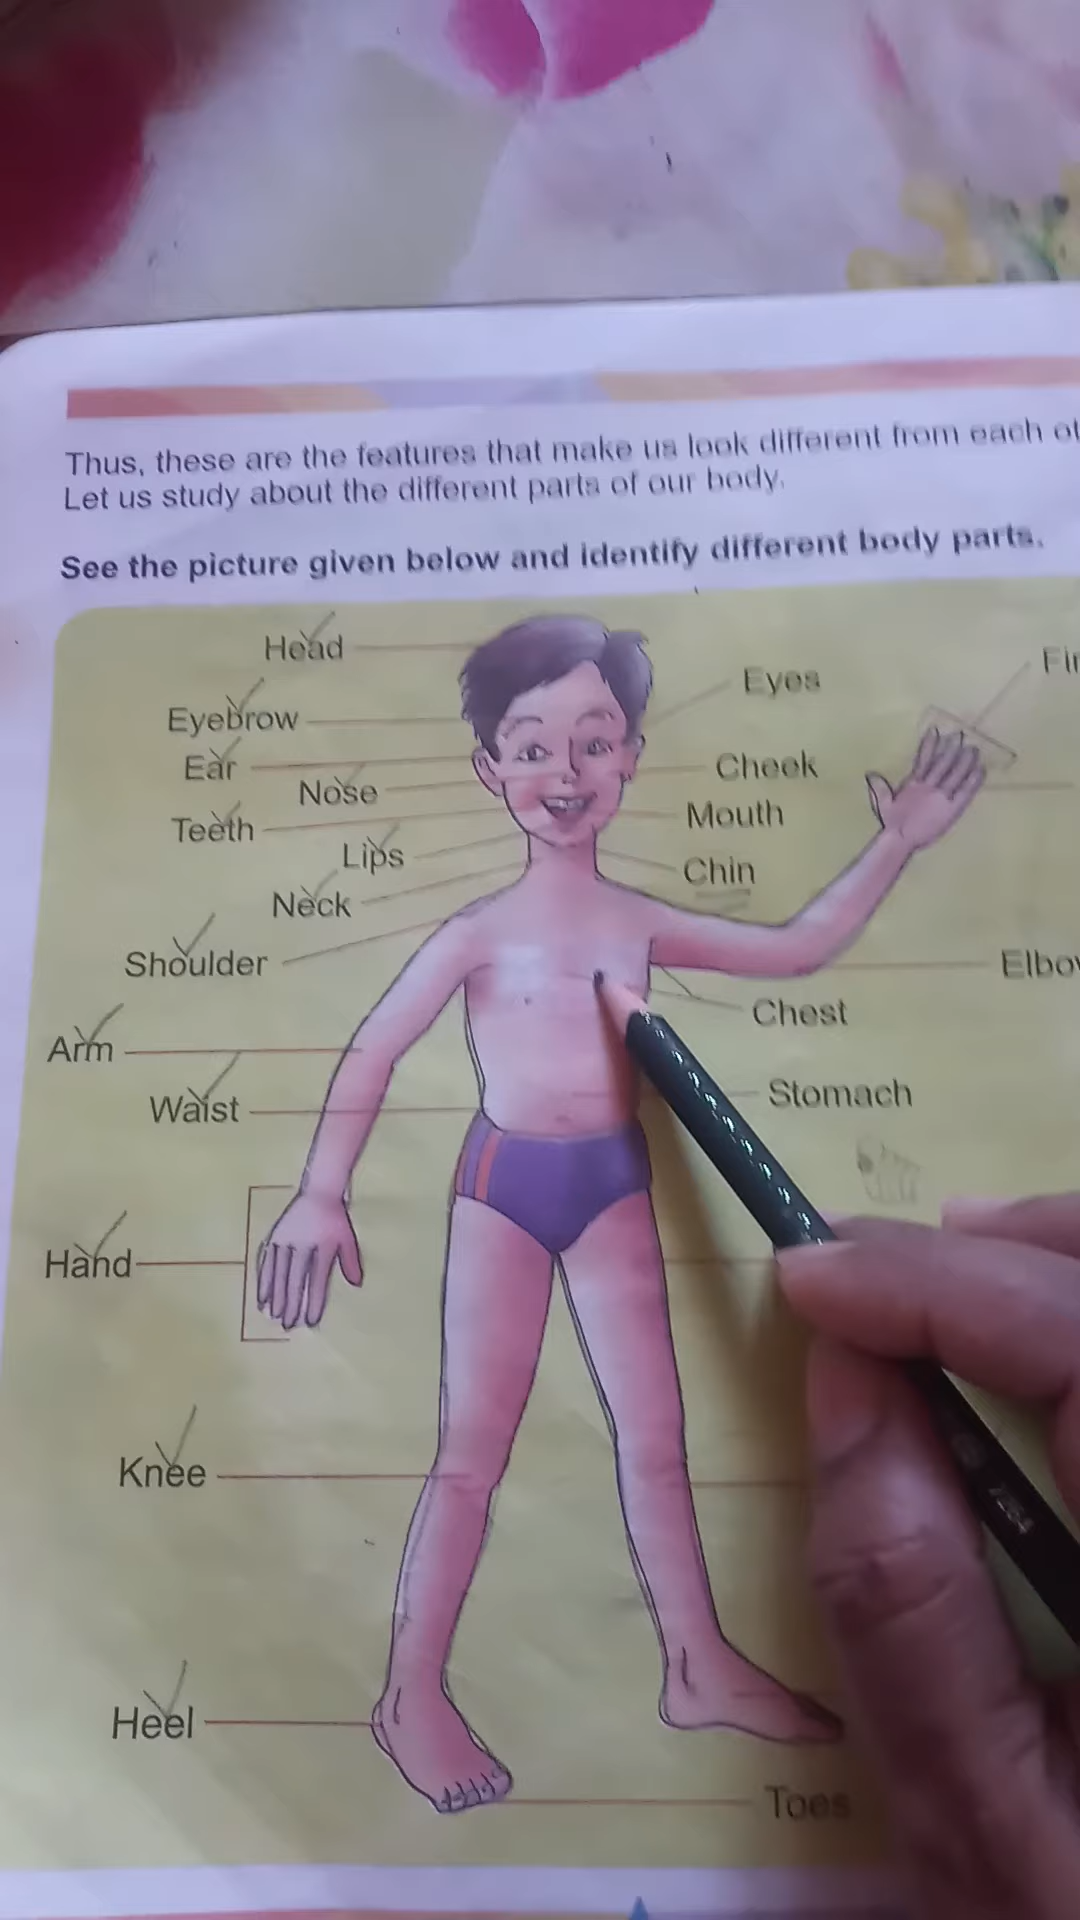 Thus, these are the features that make us look different from each
Let us study about the different parts of our body.
See the picture given below and identify different body parts.
Head
Eyes
Eyebrow
Ear
Cheek
Nose
Mouth
Teeth
Lips
Chin
Neck
Shoulder
Chest
Arm
Stomach
Waist
Hand
Knee
Heel
Toes
7284